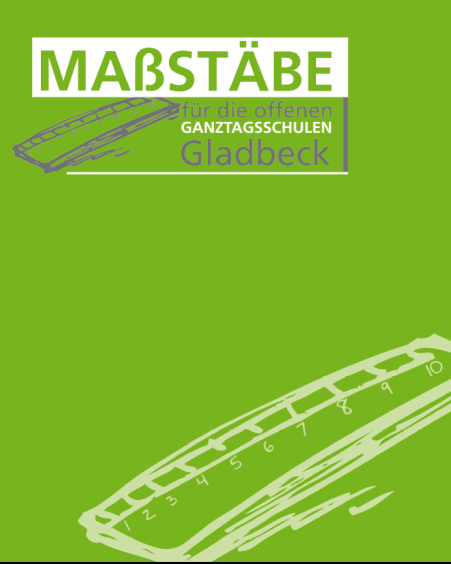 MAßSTÄBE
für die offenen
GANZTAGSSCHULEN
Gladbeck
1 2 3 4 5 6 7 8 9 10